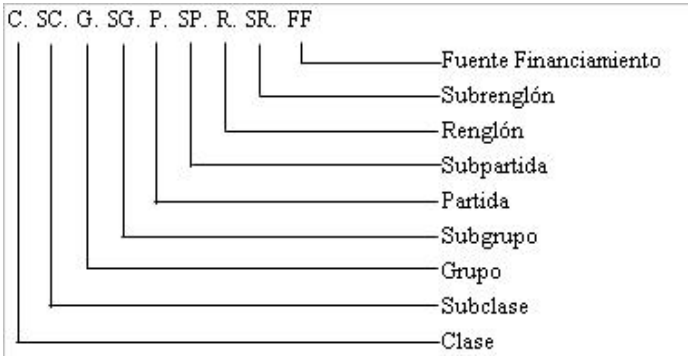 C. SC. G. SG. P. SP. R. SR. FF
Fuente Financiamiento
Subrenglón
Renglón
Subpartida
Partida
Subgrupo
Grupo
Subclase
Clase